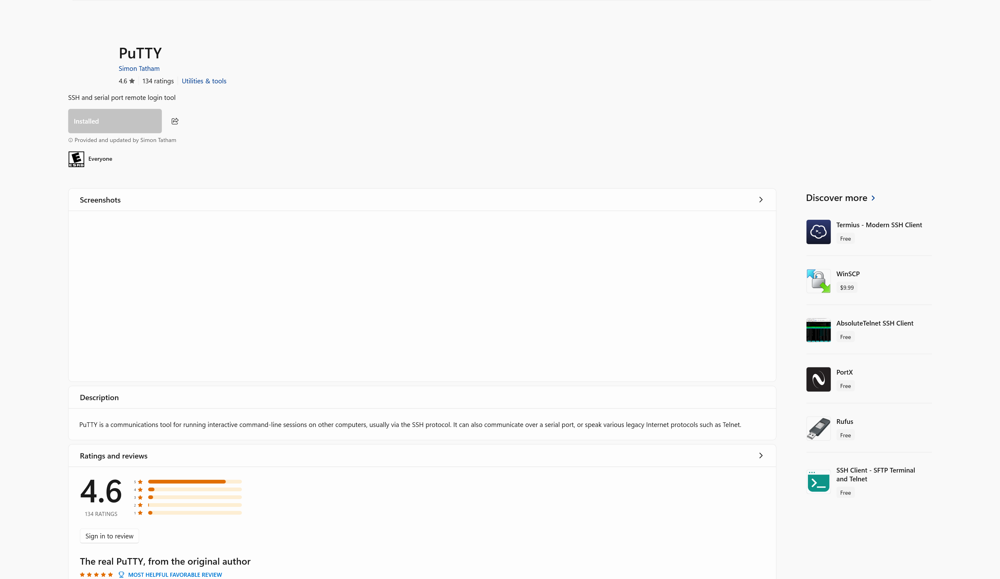 PuTTY
Simon Tatham
4.6 134 ratings Utilities & tools
SSH and serial port remote login tool
Installed
Provided and updated by Simon Tatham
E
ESRB
Everyone
Screenshots
Description
PuTTY is a communications tool for running interactive command-line sessions on other computers, usually via the SSH protocol. It can also communicate over a serial port, or speak various legacy Internet protocols such as Telnet.
Ratings and reviews
4.6
134 RATINGS
5
4
3
2
1
Sign in to review
The real PuTTY, from the original author
MOST HELPFUL FAVORABLE REVIEW
Discover more
Termius - Modern SSH Client
Free
WinSCP
$9.99
AbsoluteTelnet SSH Client
Free
PortX
Free
Rufus
Free
SSH Client - SFTP Terminal
and Telnet
Free